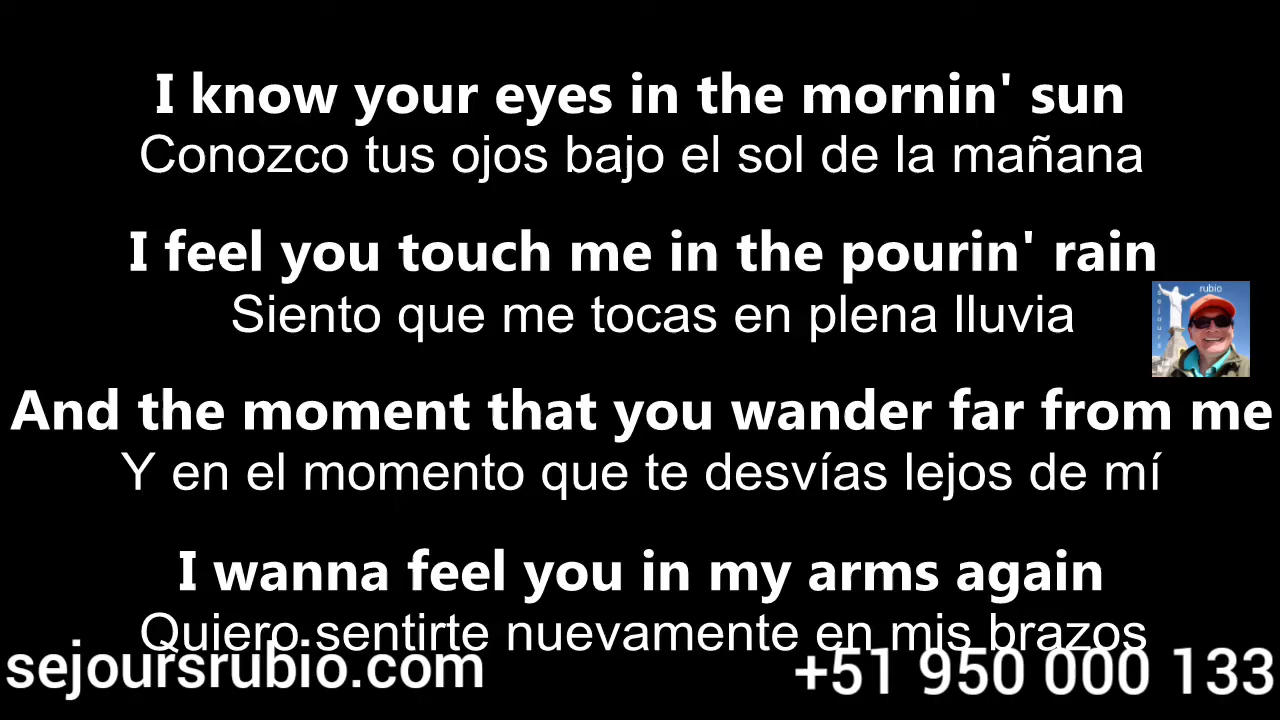 I know your eyes in the mornin' sun
Conozco tus ojos bajo el sol de la mañana
I feel you touch me in the pourin' rain
rubio
sejours
Siento que me tocas en plena lluvia
And the moment that you wander far from me
Y en el momento que te desvías lejos de mí
I wanna feel you in my arms again
Quiero sentirte nuevamente en mis brazos
sejoursrubio.com
+51 950 000 133